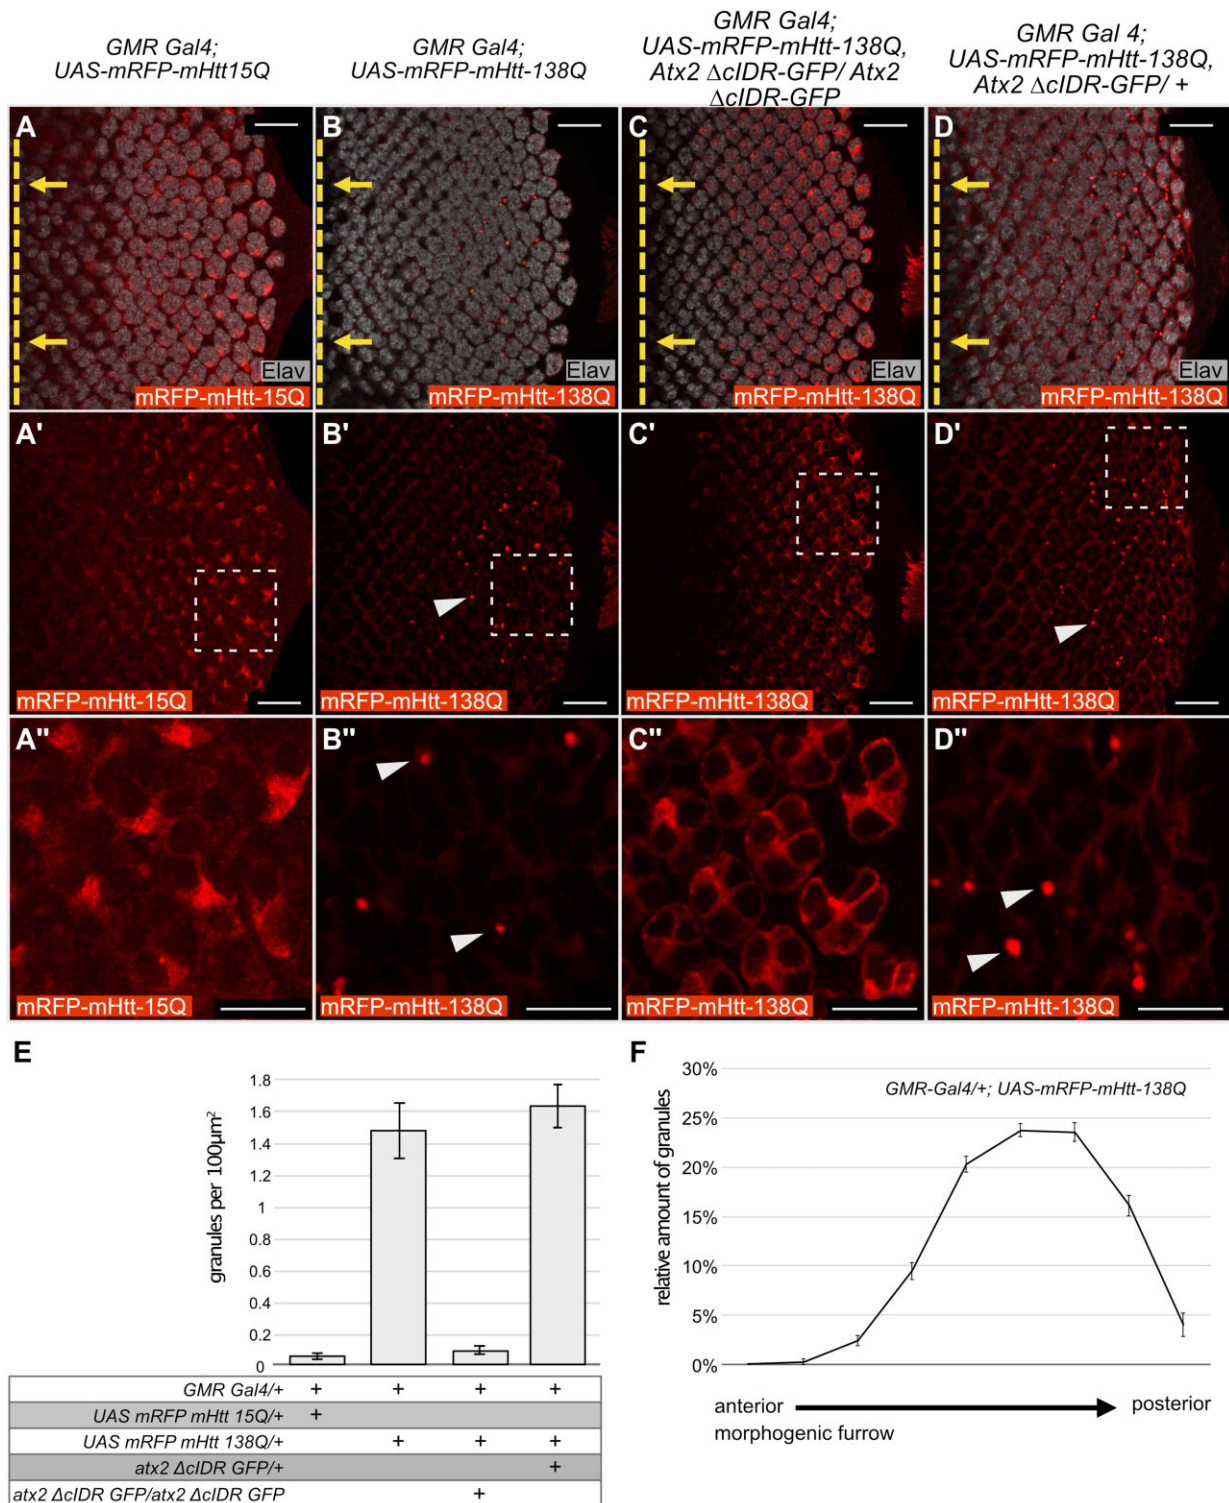 GMR Gal4;
UAS-mRFP-mHtt15Q
GMR Gal4;
UAS-mRFP-mHtt-138Q
GMR Gal4;
UAS-mRFP-mHtt-138Q,
Atx2 ΔcIDR-GFP/ Atx2
ΔcIDR-GFP
GMR Gal 4;
UAS-mRFP-mHtt-138Q,
Atx2 ΔcIDR-GFP/ +
A
Elav
mRFP-mHtt-15Q
B
Elav
mRFP-mHtt-138Q
C
Elav
mRFP-mHtt-138Q
D
Elav
mRFP-mHtt-138Q
A'
mRFP-mHtt-15Q
B'
mRFP-mHtt-138Q
C'
mRFP-mHtt-138Q
D'
mRFP-mHtt-138Q
A"
mRFP-mHtt-15Q
B"
mRFP-mHtt-138Q
C"
mRFP-mHtt-138Q
D"
mRFP-mHtt-138Q
E
granules per 100µm²
1.8
1.6
1.4
1.2
1
0.8
0.6
0.4
0.2
0
GMR Gal4/+ + + + +
UAS mRFP mHtt 15Q/+ +
UAS mRFP mHtt 138Q/+ + + +
atx2 ΔcIDR GFP/+ +
atx2 ΔcIDR GFP/atx2 ΔcIDR GFP +
F
GMR-Gal4/+; UAS-mRFP-mHtt-138Q
relative amount of granules
30%
25%
20%
15%
10%
5%
0%
anterior posterior
morphogenic furrow